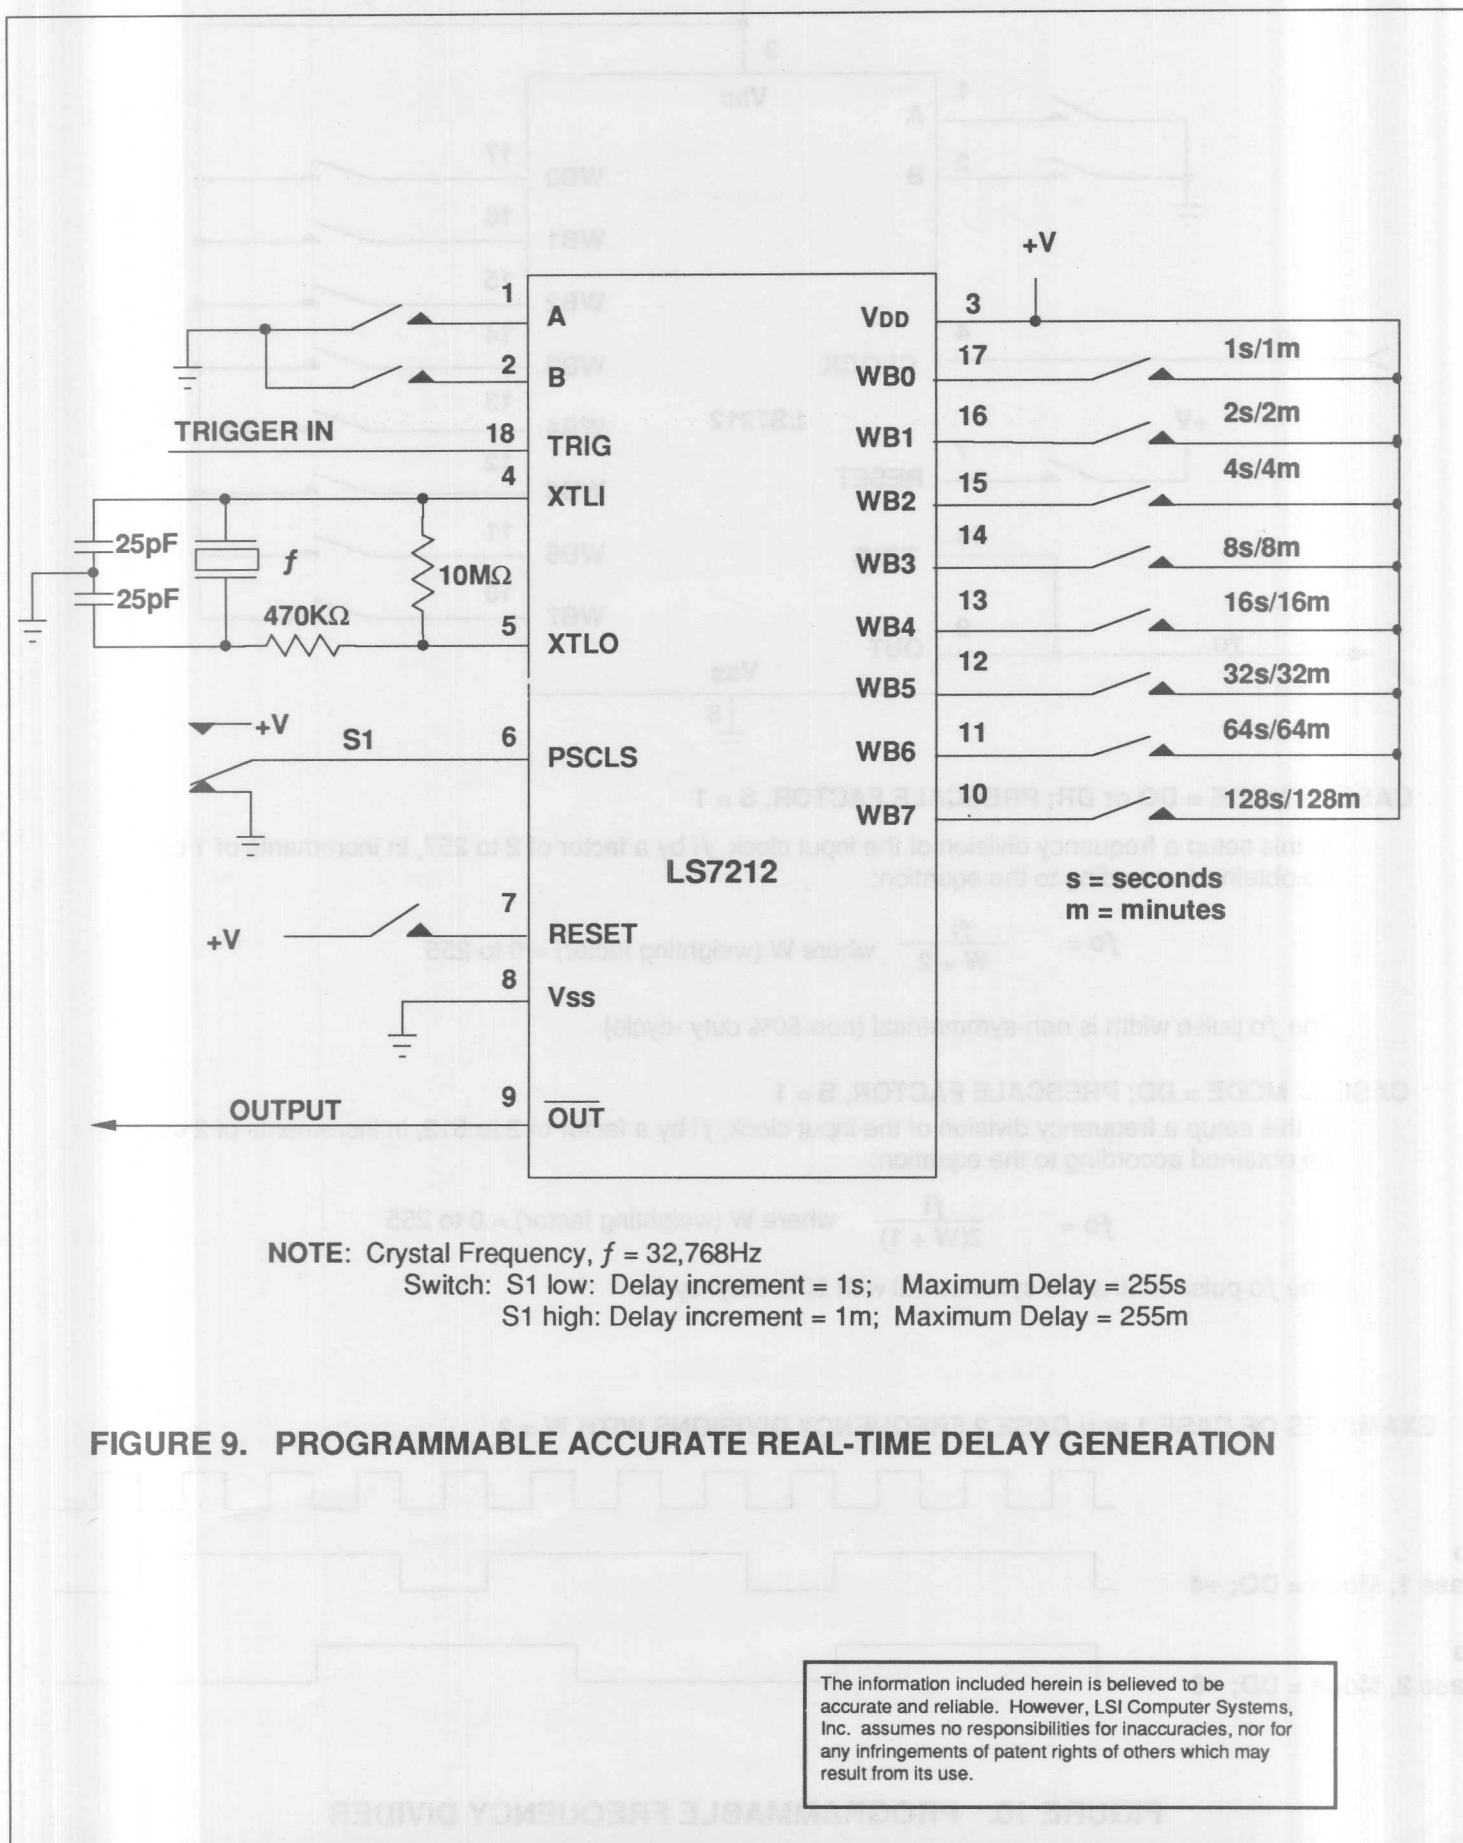 +V
1
A
VDD
3
2
B
17
WB0
1s/1m
TRIGGER IN
18
TRIG
16
WB1
2s/2m
4
XTLI
15
WB2
4s/4m
25pF
ƒ
10MΩ
14
WB3
8s/8m
25pF
470KΩ
5
XTLO
13
WB4
16s/16m
12
WB5
32s/32m
+V
S1
6
PSCLS
11
WB6
64s/64m
10
WB7
128s/128m
LS7212
s = seconds
m = minutes
7
+V
RESET
8
Vss
OUTPUT
9
OUT
NOTE: Crystal Frequency, ƒ = 32,768Hz
Switch: S1 low: Delay increment = 1s; Maximum Delay = 255s
S1 high: Delay increment = 1m; Maximum Delay = 255m
FIGURE 9. PROGRAMMABLE ACCURATE REAL-TIME DELAY GENERATION
The information included herein is believed to be
accurate and reliable. However, LSI Computer Systems,
Inc. assumes no responsibilities for inaccuracies, nor for
any infringements of patent rights of others which may
result from its use.